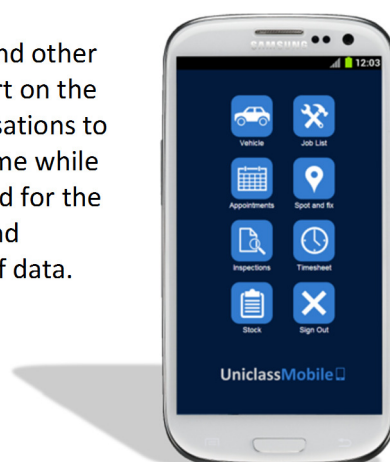 nd other
rt on the
sations to
me while
d for the
nd
f data.
SAMSUNG
12:03
Vehicle
Job List
Appointments
Spot and fix
Inspections
Timesheet
Stock
Sign Out
UniclassMobile